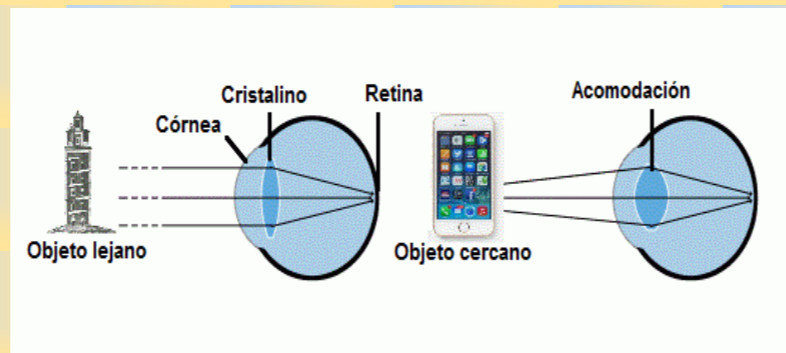 Cristalino
Retina
Acomodación
Córnea
Objeto lejano
Objeto cercano